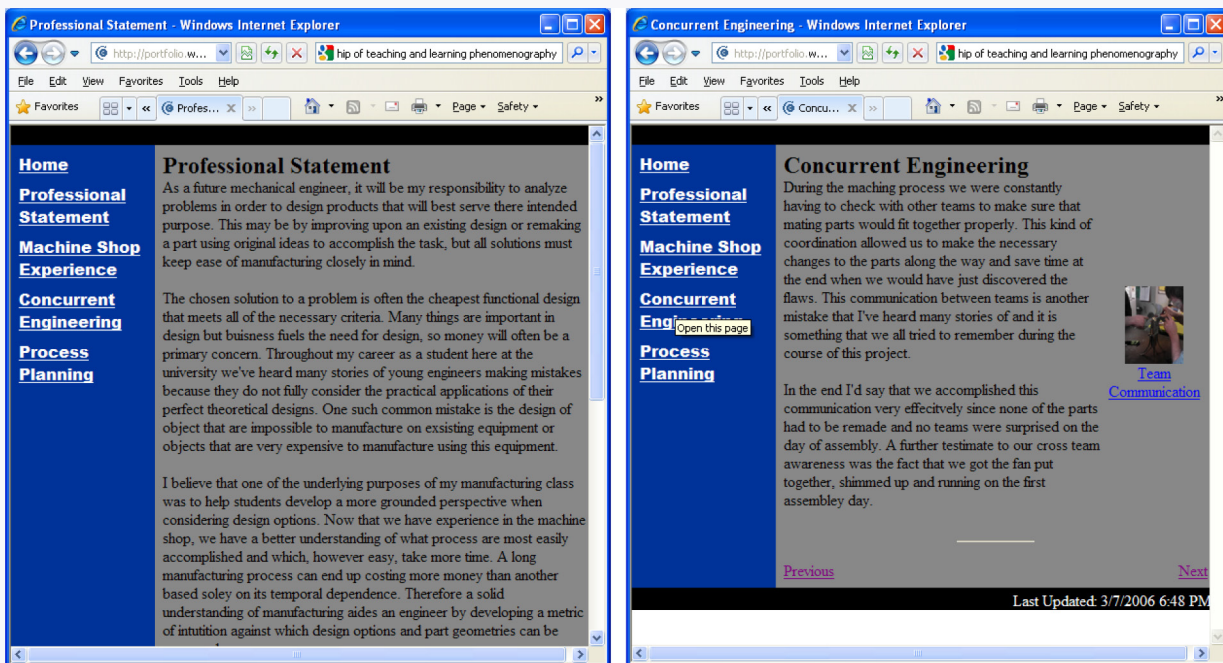 Professional Statement - Windows Internet Explorer
http://portfolio.w...
hip of teaching and learning phenomenography
File Edit View Favorites Tools Help
Favorites
Profes...
Page
Safety
Home
Professional
Statement
Machine Shop
Experience
Concurrent
Engineering
Process
Planning
Professional Statement
As a future mechanical engineer, it will be my responsibility to analyze
problems in order to design products that will best serve there intended
purpose. This may be by improving upon an existing design or remaking
a part using original ideas to accomplish the task, but all solutions must
keep ease of manufacturing closely in mind.
The chosen solution to a problem is often the cheapest functional design
that meets all of the necessary criteria. Many things are important in
design but buisness fuels the need for design, so money will often be a
primary concern. Throughout my career as a student here at the
university we've heard many stories of young engineers making mistakes
because they do not fully consider the practical applications of their
perfect theoretical designs. One such common mistake is the design of
object that are impossible to manufacture on exsisting equipment or
objects that are very expensive to manufacture using this equipment.
I believe that one of the underlying purposes of my manufacturing class
was to help students develop a more grounded perspective when
considering design options. Now that we have experience in the machine
shop, we have a better understanding of what process are most easily
accomplished and which, however easy, take more time. A long
manufacturing process can end up costing more money than another
based soley on its temporal dependence. Therefore a solid
understanding of manufacturing aides an engineer by developing a metric
of intutition against which design options and part geometries can be
Concurrent Engineering - Windows Internet Explorer
http://portfolio.w...
hip of teaching and learning phenomenography
File Edit View Favorites Tools Help
Favorites
Concu...
Page
Safety
Home
Professional
Statement
Machine Shop
Experience
Concurrent
Open this page
Process
Planning
Concurrent Engineering
During the maching process we were constantly
having to check with other teams to make sure that
mating parts would fit together properly. This kind of
coordination allowed us to make the necessary
changes to the parts along the way and save time at
the end when we would have just discovered the
flaws. This communication between teams is another
mistake that I've heard many stories of and it is
something that we all tried to remember during the
course of this project.
In the end I'd say that we accomplished this
communication very effecitvely since none of the parts
had to be remade and no teams were surprised on the
day of assembly. A further testimate to our cross team
awareness was the fact that we got the fan put
together, shimmed up and running on the first
assembley day.
Team
Communication
Previous
Next
Last Updated: 3/7/2006 6:48 PM